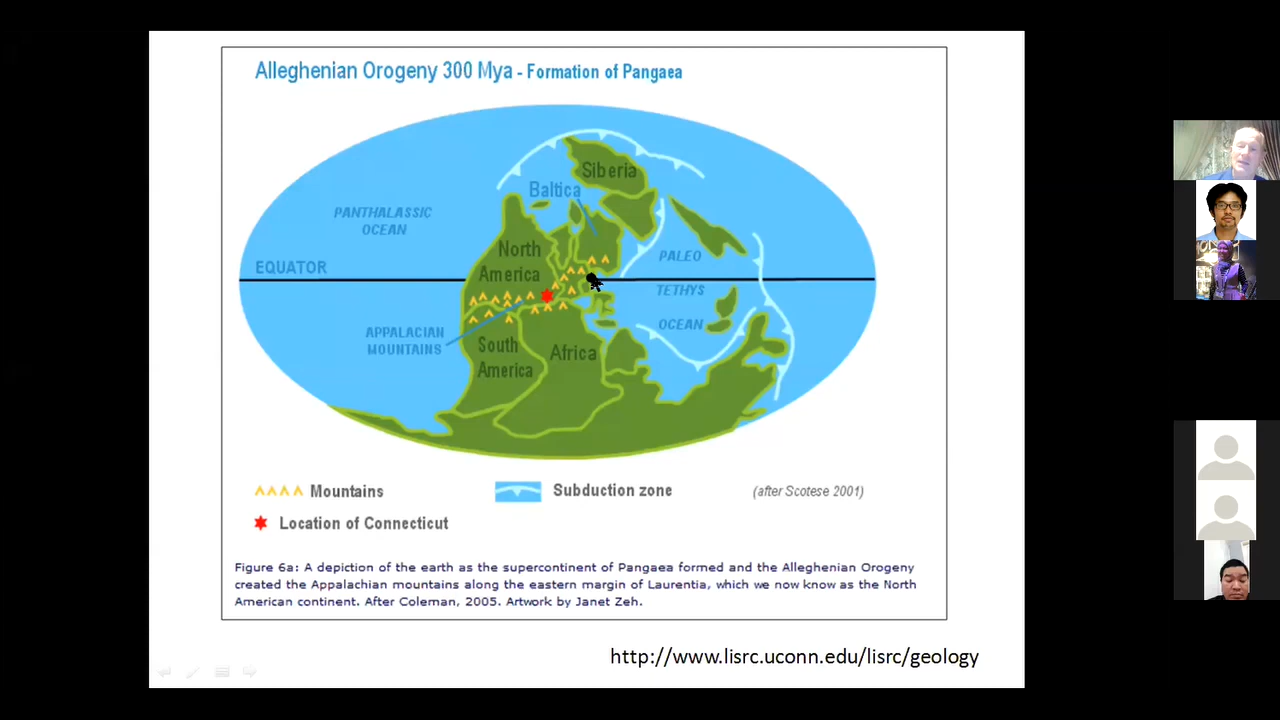 Alleghenian Orogeny 300 Mya - Formation of Pangaea
Siberia
Baltica
PANTHALASSIC
OCEAN
North
America
PALEO
EQUATOR
TETHYS
OCEAN
APPALACIAN
MOUNTAINS
South
America
Africa
Mountains
Subduction zone
(after Scotese 2001)
Location of Connecticut
Figure 6a: A depiction of the earth as the supercontinent of Pangaea formed and the Alleghenian Orogeny
created the Appalachian mountains along the eastern margin of Laurentia, which we now know as the North
American continent. After Coleman, 2005. Artwork by Janet Zeh.
http://www.lisrc.uconn.edu/lisrc/geology